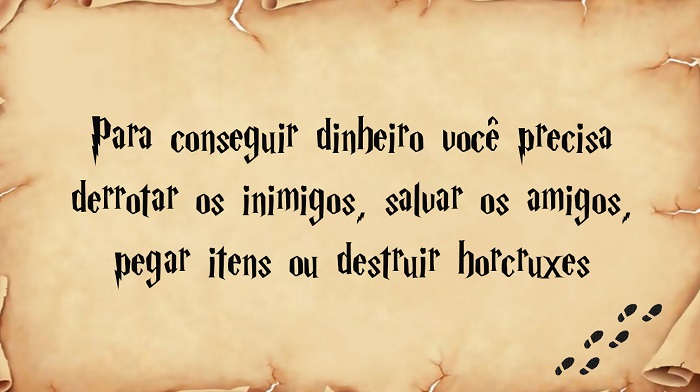 Para conseguir dinheiro você precisa
derrotar os inimigos, salvar os amigos,
pegar itens ou destruir horcruxes